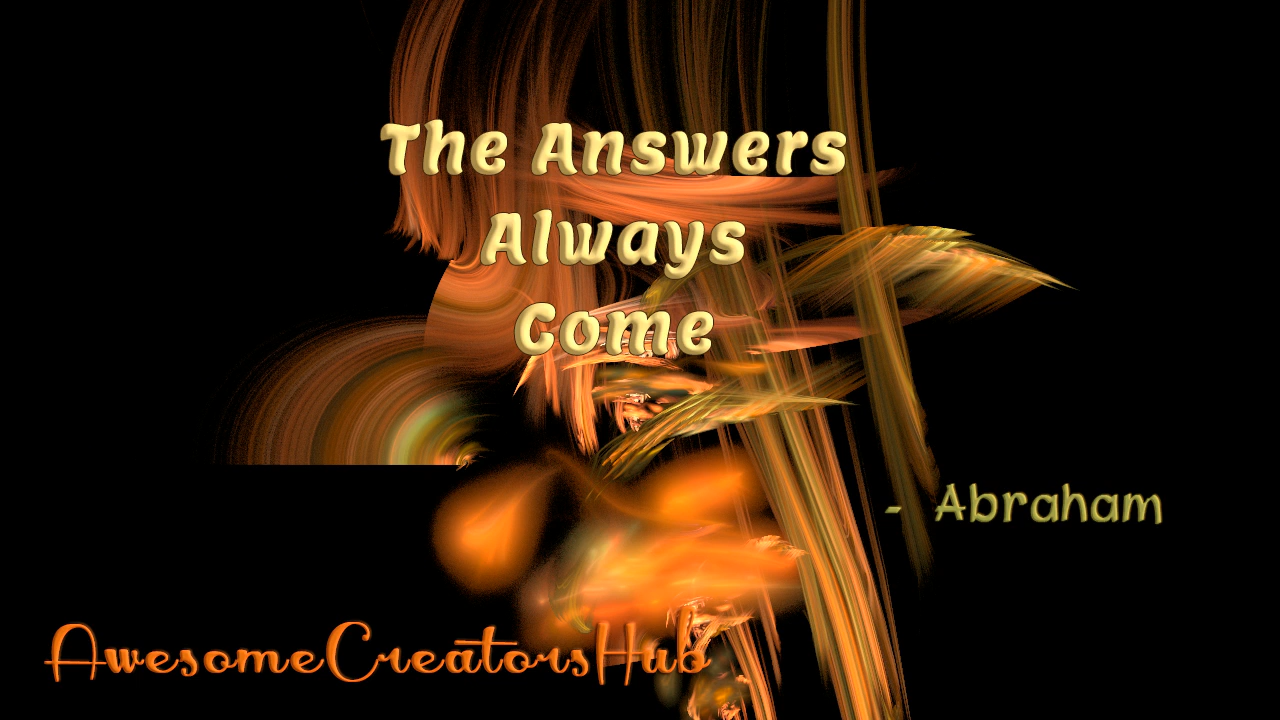 The Answers
Always
Come
- Abraham
AwesomeCreatorsHub